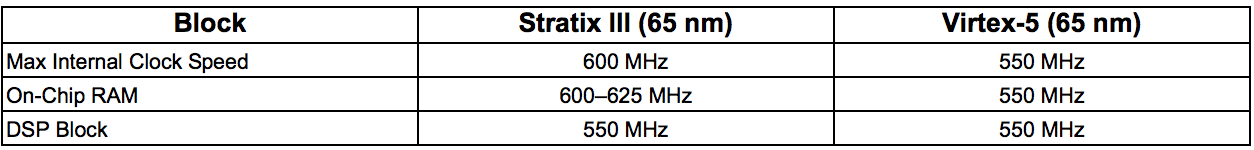 Block Stratix III (65 nm) Virtex-5 (65 nm)
Max Internal Clock Speed 600 MHz 550 MHz
On-Chip RAM 600–625 MHz 550 MHz
DSP Block 550 MHz 550 MHz